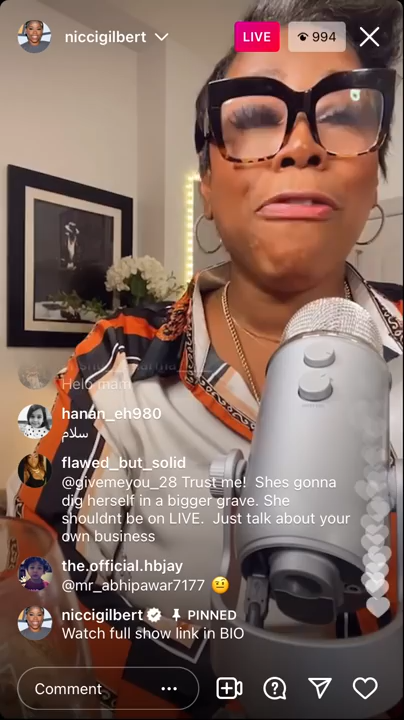 niccigilbert
LIVE
994
Helo mam
hanan_eh980
سلام
flawed_but_solid
@givemeyou_28 Trust me! Shes gonna
dig herself in a bigger grave. She
shouldnt be on LIVE. Just talk about your
own business
the.official.hbjay
@mr_abhipawar7177 🤨
niccigilbert PINNED
Watch full show link in BIO
Comment